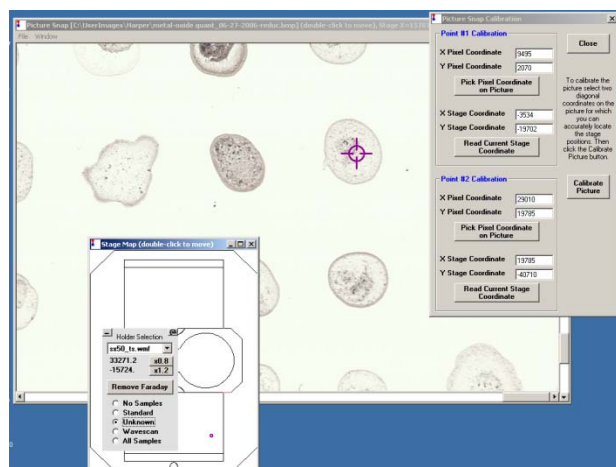 Picture Snap [C:\UserImages\Harper\metal-oxide quant_06-27-2006-reduc.bmp] (double-click to move), Stage X=
File Window
Picture Snap Calibration
Point #1 Calibration
X Pixel Coordinate 9495
Y Pixel Coordinate 2070
Pick Pixel Coordinate
on Picture
X Stage Coordinate -3534
Y Stage Coordinate -19702
Read Current Stage
Coordinate
Close
To calibrate the
picture select two
diagonal
coordinates on the
picture for which
you can
accurately locate
the stage
positions. Then
click the Calibrate
Picture button.
Calibrate
Picture
Point #2 Calibration
X Pixel Coordinate 29010
Y Pixel Coordinate 19785
Pick Pixel Coordinate
on Picture
X Stage Coordinate 19785
Y Stage Coordinate -40710
Read Current Stage
Coordinate
Stage Map (double-click to move)
Holder Selection
sx50_ts.wmf
33271.2 x0.8
-15724. x1.2
Remove Faraday
No Samples
Standard
Unknown
Wavescan
All Samples